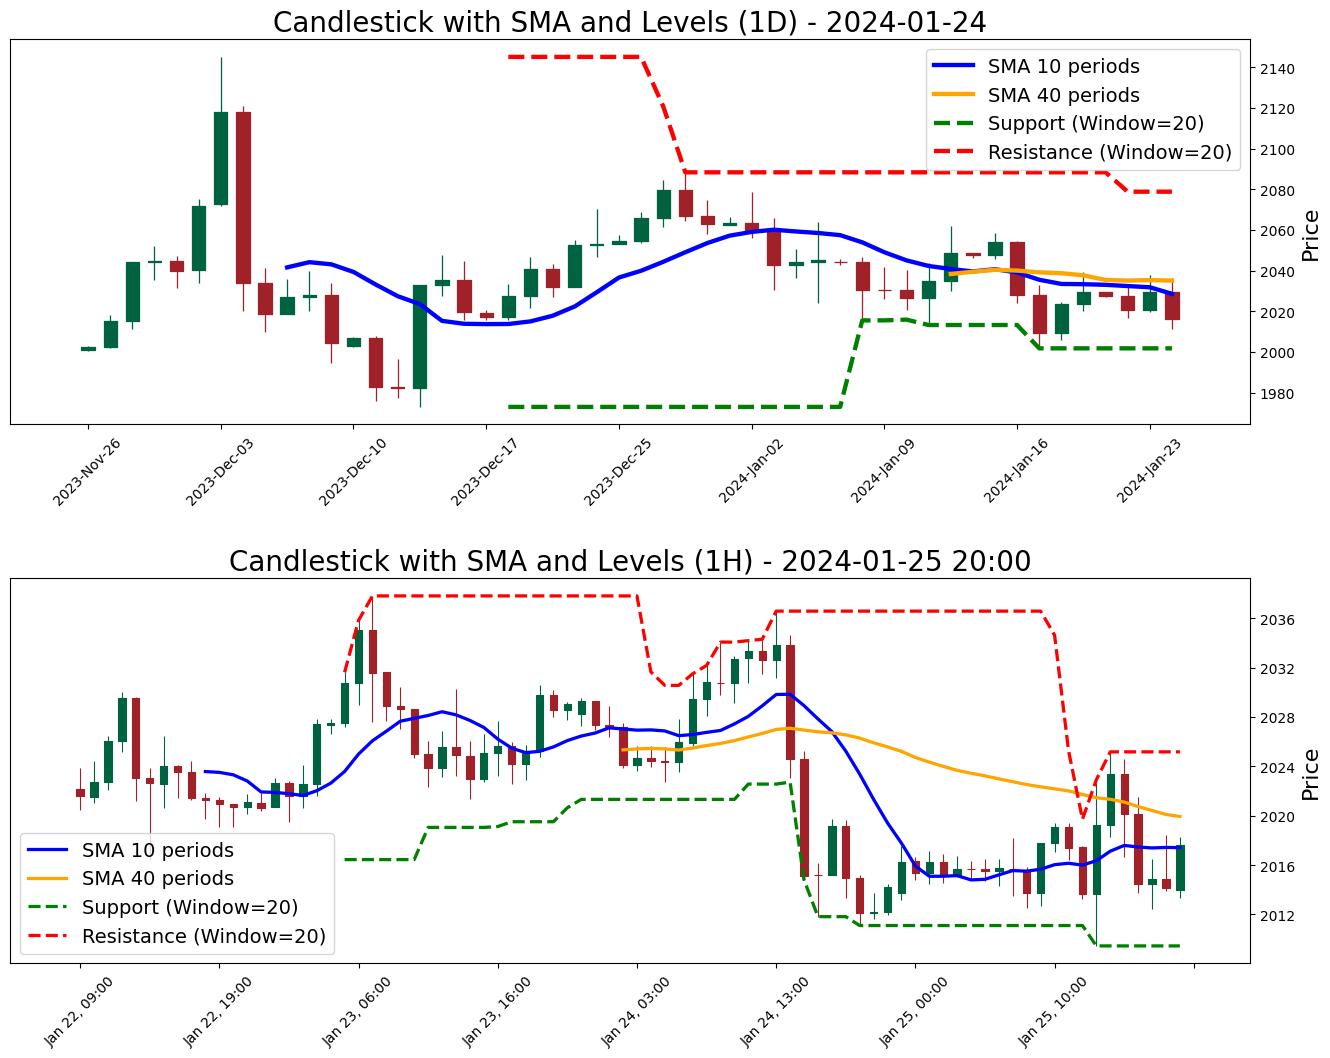 Candlestick with SMA and Levels (1D) - 2024-01-24
SMA 10 periods
SMA 40 periods
Support (Window=20)
Resistance (Window=20)
2140
2120
2100
2080
2060
2040
2020
2000
1980
Price
2023-Nov-26
2023-Dec-03
2023-Dec-10
2023-Dec-17
2023-Dec-25
2024-Jan-02
2024-Jan-09
2024-Jan-16
2024-Jan-23
Candlestick with SMA and Levels (1H) - 2024-01-25 20:00
SMA 10 periods
SMA 40 periods
Support (Window=20)
Resistance (Window=20)
2036
2032
2028
2024
2020
2016
2012
Price
Jan 22, 09:00
Jan 22, 19:00
Jan 23, 06:00
Jan 23, 16:00
Jan 24, 03:00
Jan 24, 13:00
Jan 25, 00:00
Jan 25, 10:00